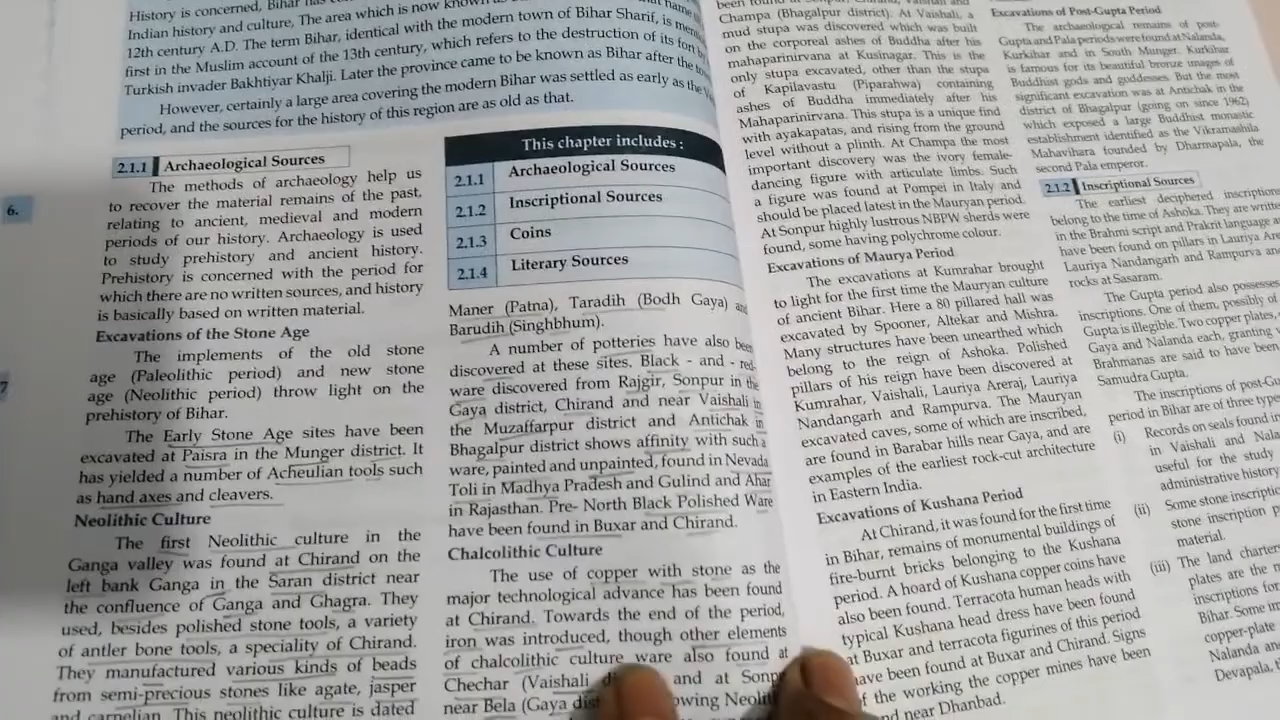 History is concerned, Bihar has
Indian history and culture. The area which is now known as
12th century A.D. The term Bihar, identical with the modern town of Bihar Sharif, is
first in the Muslim account of the 13th century, which refers to the destruction of its fort
Turkish invader Bakhtiyar Khalji. Later the province came to be known as Bihar after the
However, certainly a large area covering the modern Bihar was settled as early as the
period, and the sources for the history of this region are as old as that.
6.
7
2.1.1 Archaeological Sources
The methods of archaeology help us
to recover the material remains of the past,
relating to ancient, medieval and modern
periods of our history. Archaeology is used
to study prehistory and ancient history.
Prehistory is concerned with the period for
which there are no written sources, and history
is basically based on written material.
Excavations of the Stone Age
The implements of the old stone
age (Paleolithic period) and new stone
age (Neolithic period) throw light on the
prehistory of Bihar.
The Early Stone Age sites have been
excavated at Paisra in the Munger district. It
has yielded a number of Acheulian tools such
as hand axes and cleavers.
Neolithic Culture
The first Neolithic culture in the
Ganga valley was found at Chirand on the
left bank Ganga in the Saran district near
the confluence of Ganga and Ghagra. They
used, besides polished stone tools, a variety
of antler bone tools, a speciality of Chirand.
They manufactured various kinds of beads
from semi-precious stones like agate, jasper
and carnelian. This neolithic culture is dated
This chapter includes :
2.1.1 Archaeological Sources
2.1.2 Inscriptional Sources
2.1.3 Coins
2.1.4 Literary Sources
Maner (Patna), Taradih (Bodh Gaya) and
Barudih (Singhbhum).
A number of potteries have also been
discovered at these sites. Black - and - red-
ware discovered from Rajgir, Sonpur in the
Gaya district, Chirand and near Vaishali in
the Muzaffarpur district and Antichak in
Bhagalpur district shows affinity with such a
ware, painted and unpainted, found in Nevada
Toli in Madhya Pradesh and Gulind and Ahar
in Rajasthan. Pre- North Black Polished Ware
have been found in Buxar and Chirand.
Chalcolithic Culture
The use of copper with stone as the
major technological advance has been found
at Chirand. Towards the end of the period,
iron was introduced, though other elements
of chalcolithic culture ware also found at
Chechar (Vaishali and at Sonp
near Bela (Gaya dist owing Neolit
Champa (Bhagalpur district). At Vaishali, a
mud stupa was discovered which was built
on the corporeal ashes of Buddha after his
mahaparinirvana at Kusinagar. This is the
only stupa excavated, other than the stupa
of Kapilavastu (Piparahwa) containing
ashes of Buddha immediately after his
Mahaparinirvana. This stupa is a unique find
with ayakapatas, and rising from the ground
level without a plinth. At Champa the most
important discovery was the ivory female-
dancing figure with articulate limbs. Such
a figure was found at Pompei in Italy and
should be placed latest in the Mauryan period.
At Sonpur highly lustrous NBPW sherds were
found, some having polychrome colour.
Excavations of Maurya Period
The excavations at Kumrahar brought
to light for the first time the Mauryan culture
of ancient Bihar. Here a 80 pillared hall was
excavated by Spooner, Altekar and Mishra.
Many structures have been unearthed which
belong to the reign of Ashoka. Polished
pillars of his reign have been discovered at
Kumrahar, Vaishali, Lauriya Areraj, Lauriya
Nandangarh and Rampurva. The Mauryan
excavated caves, some of which are inscribed,
are found in Barabar hills near Gaya, and are
examples of the earliest rock-cut architecture
in Eastern India.
Excavations of Kushana Period
At Chirand, it was found for the first time
in Bihar, remains of monumental buildings of
fire-burnt bricks belonging to the Kushana
period. A hoard of Kushana copper coins have
also been found. Terracota human heads with
typical Kushana head dress have been found
at Buxar and terracota figurines of this period
have been found at Buxar and Chirand. Signs
of the working the copper mines have been
nd near Dhanbad.
Excavations of Post-Gupta Period
The archaeological remains of post-
Gupta and Pala periods were found at Nalanda,
Kurkihar and in South Munger. Kurkihar
is famous for its beautiful bronze images of
Buddhist gods and goddesses. But the most
significant excavation was at Antichak in the
district of Bhagalpur (going on since 1962)
which exposed a large Buddhist monastic
establishment identified as the Vikramashila
Mahavihara founded by Dharmapala, the
second Pala emperor.
2.1.2 Inscriptional Sources
The earliest deciphered inscription
belong to the time of Ashoka. They are writte
in the Brahmi script and Prakrit language a
have been found on pillars in Lauriya Are
Lauriya Nandangarh and Rampurva and
rocks at Sasaram.
The Gupta period also possesses
inscriptions. One of them, possibly of
Gupta is illegible. Two copper plates,
Gaya and Nalanda each, granting
Brahmanas are said to have been
Samudra Gupta.
The inscriptions of post-G
period in Bihar are of three type
(i) Records on seals found i
in Vaishali and Nala
useful for the study
administrative history
(ii) Some stone inscripti
stone inscription p
material.
(iii) The land charter
plates are the m
inscriptions fo
Bihar. Some in
copper-plate
Nalanda an
Devapala,